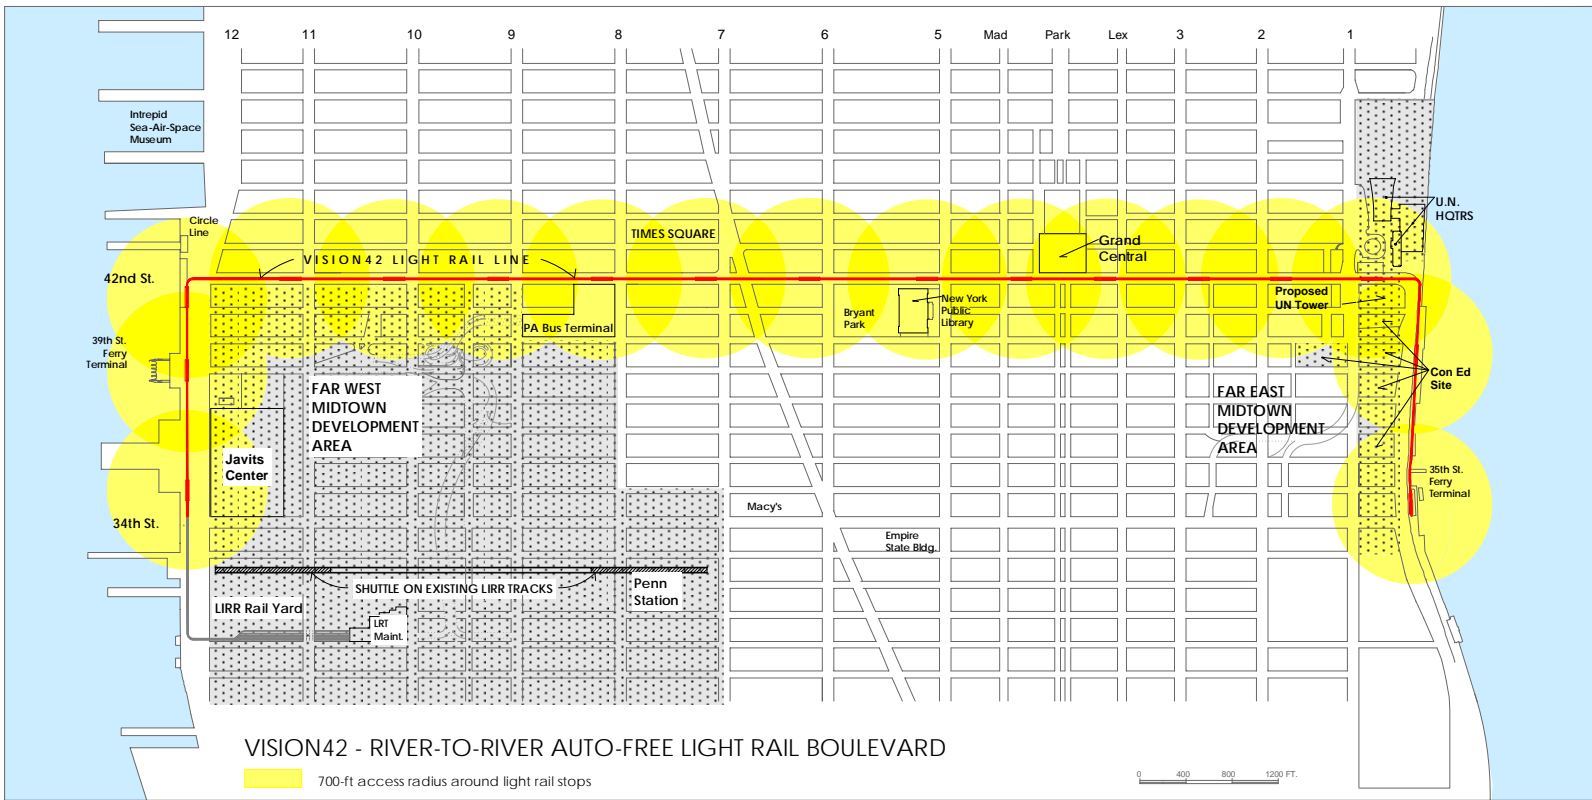 12 11 10 9 8 7 6 5 Mad Park Lex 3 2 1
Intrepid
Sea-Air-Space
Museum
U.N.
HQTRS
Circle
Line
TIMES SQUARE
Grand
Central
VISION42 LIGHT RAIL LINE
42nd St.
Proposed
UN Tower
New York
Public
Library
Bryant
Park
PA Bus Terminal
39th St.
Ferry
Terminal
Con Ed
Site
FAR WEST
MIDTOWN
DEVELOPMENT
AREA
FAR EAST
MIDTOWN
DEVELOPMENT
AREA
Javits
Center
35th St.
Ferry
Terminal
34th St.
Macy's
Empire
State Bldg.
SHUTTLE ON EXISTING LIRR TRACKS
Penn
Station
LIRR Rail Yard
LRT
Maint.
VISION42 - RIVER-TO-RIVER AUTO-FREE LIGHT RAIL BOULEVARD
700-ft access radius around light rail stops
0 400 800 1200 FT.